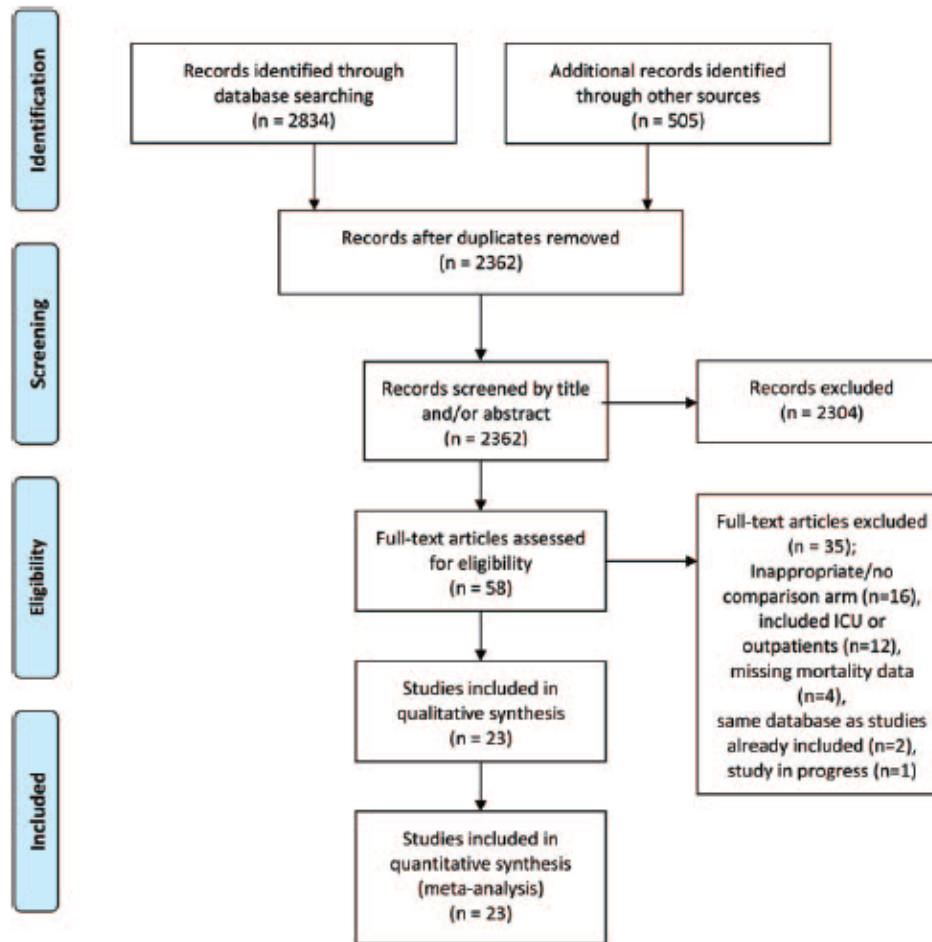 Identification
Records identified through
database searching
(n = 2834)
Additional records identified
through other sources
(n = 505)
Records after duplicates removed
(n = 2362)
Screening
Records screened by title
and/or abstract
(n = 2362)
Records excluded
(n = 2304)
Eligibility
Full-text articles assessed
for eligibility
(n = 58)
Full-text articles excluded
(n = 35);
Inappropriate/no
comparison arm (n=16),
included ICU or
outpatients (n=12),
missing mortality data
(n=4),
same database as studies
already included (n=2),
study in progress (n=1)
Studies included in
qualitative synthesis
(n = 23)
Included
Studies included in
quantitative synthesis
(meta-analysis)
(n = 23)